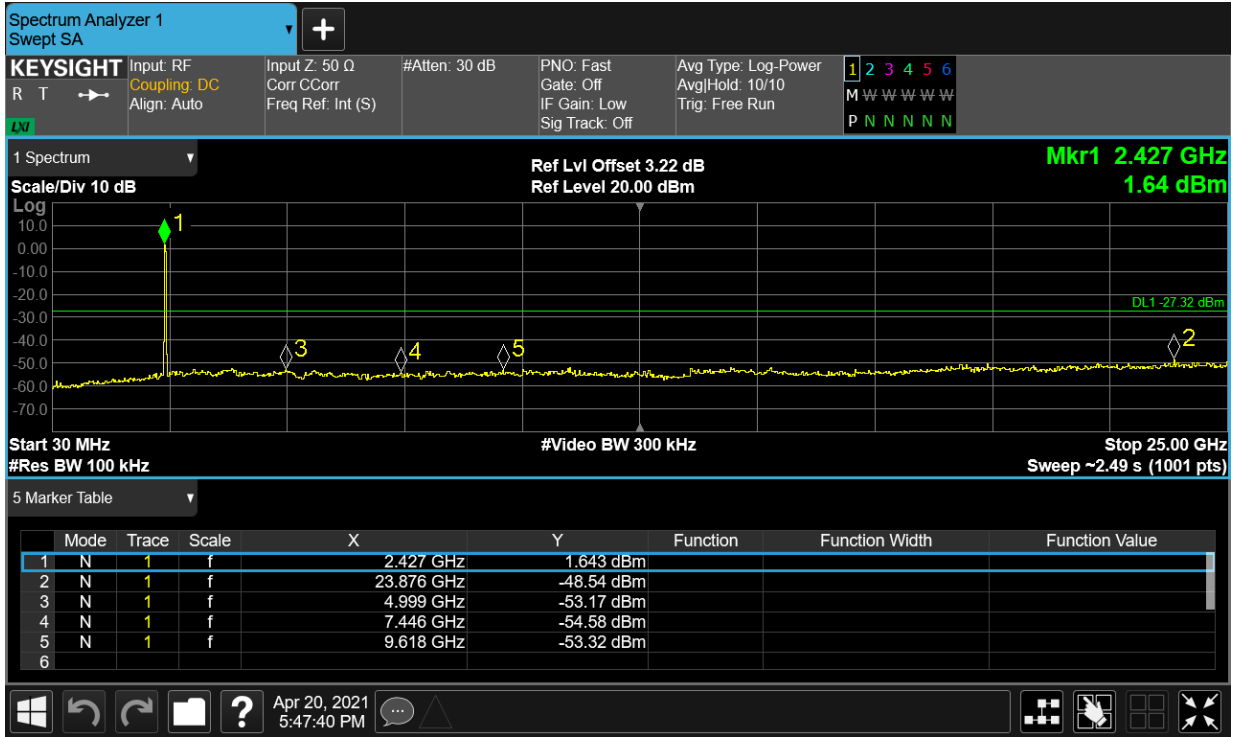 Spectrum Analyzer 1
Swept SA
KEYSIGHT Input: RF Input Z: 50 Ω #Atten: 30 dB PNO: Fast Avg Type: Log-Power 1 2 3 4 5 6
R T Coupling: DC Corr CCorr Gate: Off Avg|Hold: 10/10 M W W W W W
Align: Auto Freq Ref: Int (S) IF Gain: Low Trig: Free Run
LXI Sig Track: Off P N N N N N
1 Spectrum Ref Lvl Offset 3.22 dB Mkr1 2.427 GHz
Scale/Div 10 dB Ref Level 20.00 dBm 1.64 dBm
Log
10.0
0.00
-10.0
-20.0
-30.0
-40.0
-50.0
-60.0
-70.0
1
DL1 -27.32 dBm
3
4
5
2
Start 30 MHz #Video BW 300 kHz Stop 25.00 GHz
#Res BW 100 kHz Sweep ~2.49 s (1001 pts)
5 Marker Table
Mode Trace Scale X Y Function Function Width Function Value
1 N 1 f 2.427 GHz 1.643 dBm
2 N 1 f 23.876 GHz -48.54 dBm
3 N 1 f 4.999 GHz -53.17 dBm
4 N 1 f 7.446 GHz -54.58 dBm
5 N 1 f 9.618 GHz -53.32 dBm
6
? Apr 20, 2021
5:47:40 PM